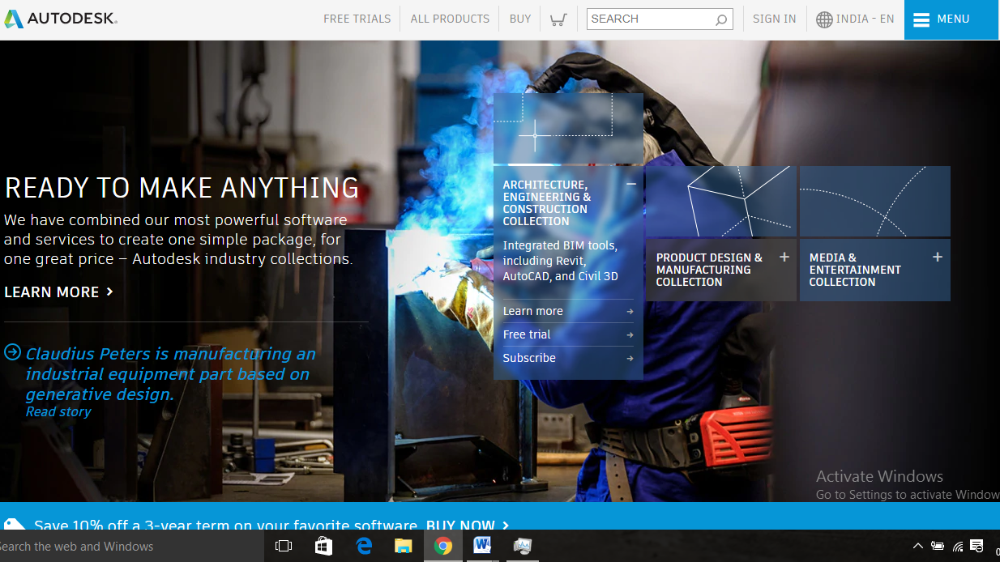 AUTODESK.
FREE TRIALS
ALL PRODUCTS
BUY
SEARCH
SIGN IN
INDIA - EN
MENU
READY TO MAKE ANYTHING
We have combined our most powerful software
and services to create one simple package, for
one great price – Autodesk industry collections.
LEARN MORE
Claudius Peters is manufacturing an
industrial equipment part based on
generative design.
Read story
ARCHITECTURE,
ENGINEERING &
CONSTRUCTION
COLLECTION
Integrated BIM tools,
including Revit,
AutoCAD, and Civil 3D
Learn more
Free trial
Subscribe
PRODUCT DESIGN &
MANUFACTURING
COLLECTION
MEDIA &
ENTERTAINMENT
COLLECTION
Activate Windows
Go to Settings to activate Window
Save 10% off a 3-year term on your favorite software BUY NOW
Search the web and Windows